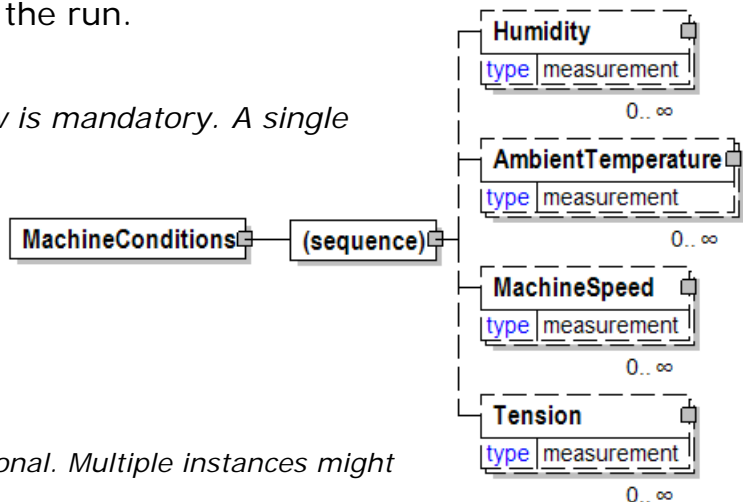 the run.
is mandatory. A single
onal. Multiple instances might
MachineConditions
(sequence)
Humidity
type measurement
0.. ∞
AmbientTemperature
type measurement
0.. ∞
MachineSpeed
type measurement
0.. ∞
Tension
type measurement
0.. ∞